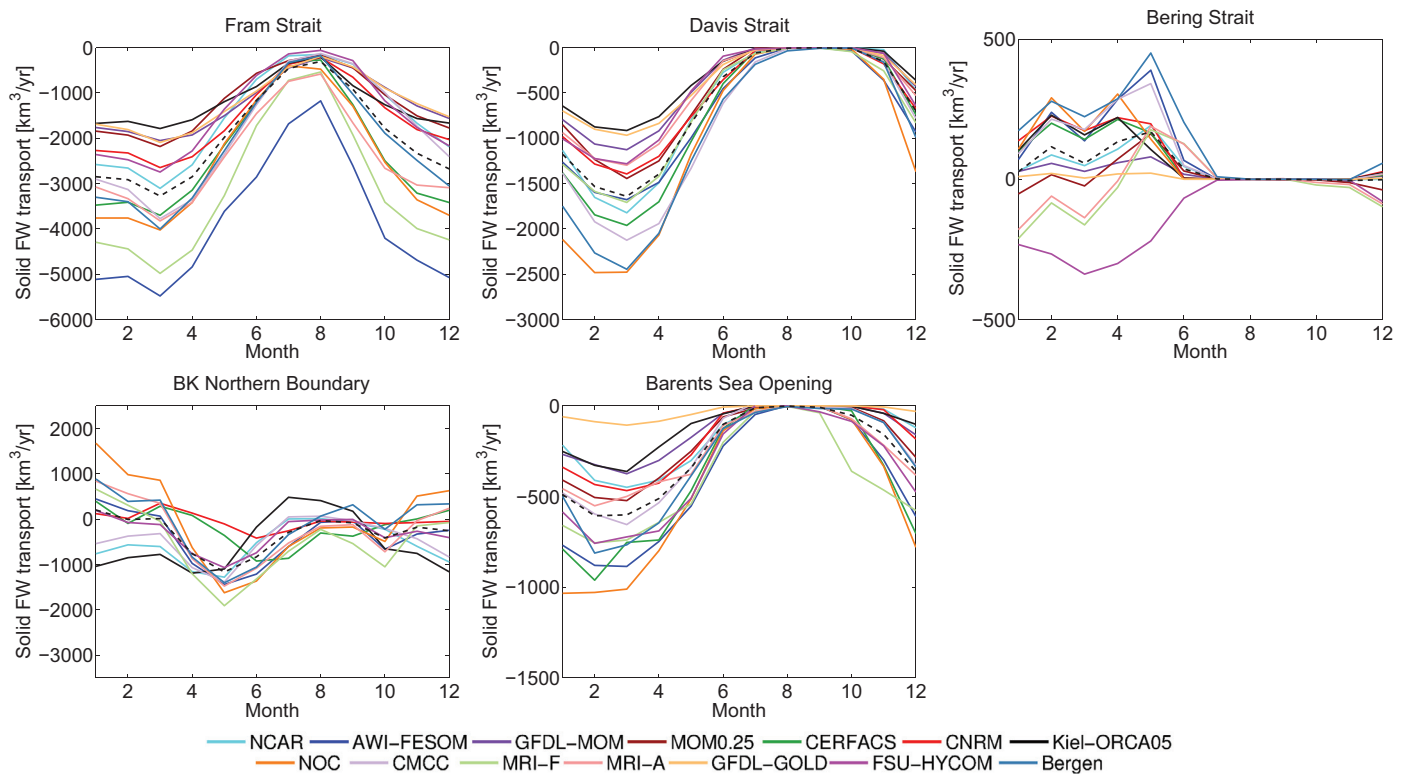 Fram Strait
Solid FW transport [km³/yr]
0
−1000
−2000
−3000
−4000
−5000
−6000
2 4 6 8 10 12
Month
Davis Strait
Solid FW transport [km³/yr]
0
−500
−1000
−1500
−2000
−2500
−3000
2 4 6 8 10 12
Month
Bering Strait
Solid FW transport [km³/yr]
500
0
−500
2 4 6 8 10 12
Month
BK Northern Boundary
Solid FW transport [km³/yr]
2000
1000
0
−1000
−2000
−3000
2 4 6 8 10 12
Month
Barents Sea Opening
Solid FW transport [km³/yr]
0
−500
−1000
−1500
2 4 6 8 10 12
Month
NCAR AWI−FESOM GFDL−MOM MOM0.25 CERFACS CNRM Kiel−ORCA05
NOC CMCC MRI−F MRI−A GFDL−GOLD FSU−HYCOM Bergen